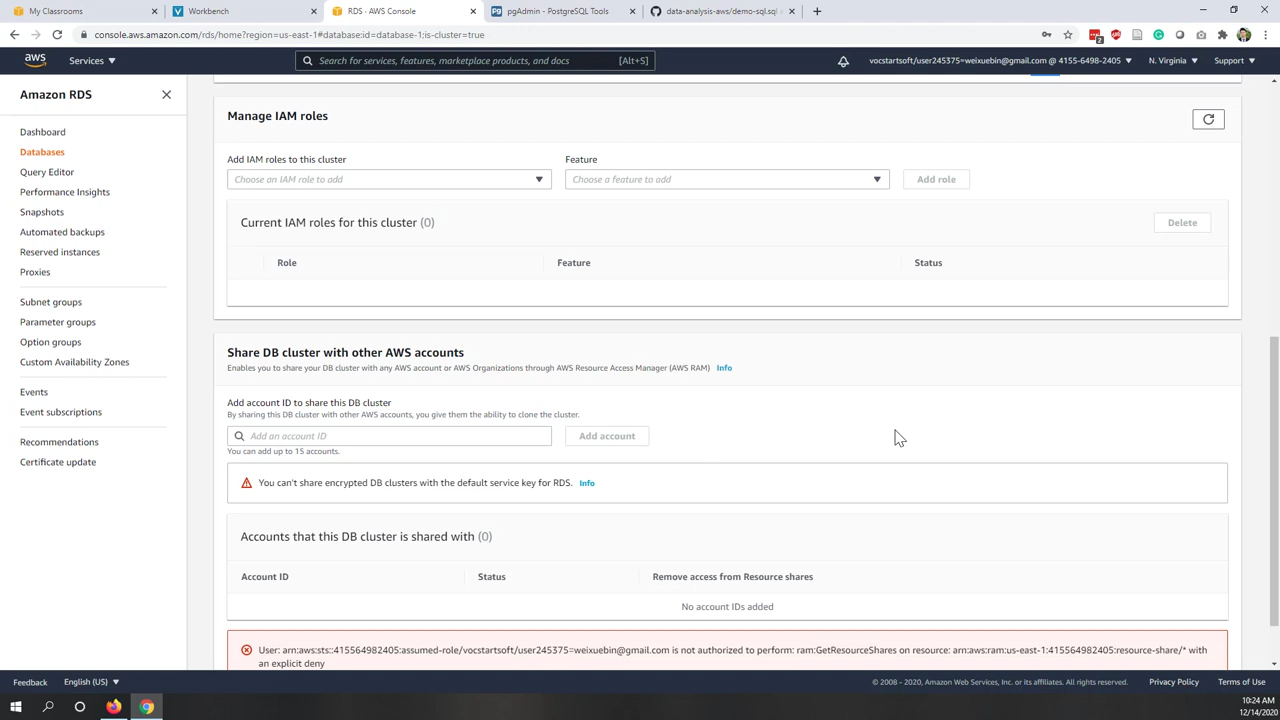 My Classrooms
Workbench
RDS · AWS Console
pgAdmin - PostgreSQL Tools
data-analysis-aws/demo-sql.sql
console.aws.amazon.com/rds/home?region=us-east-1#database:id=database-1;is-cluster=true
2
aws
Services
Search for services, features, marketplace products, and docs
[Alt+S]
vocstartsoft/user245375=weixuebin@gmail.com @ 4155-6498-2405
N. Virginia
Support
Amazon RDS
Dashboard
Databases
Query Editor
Performance Insights
Snapshots
Automated backups
Reserved instances
Proxies
Subnet groups
Parameter groups
Option groups
Custom Availability Zones
Events
Event subscriptions
Recommendations
Certificate update
Manage IAM roles
Add IAM roles to this cluster
Feature
Choose an IAM role to add
Choose a feature to add
Add role
Current IAM roles for this cluster (0)
Delete
Role
Feature
Status
Share DB cluster with other AWS accounts
Enables you to share your DB cluster with any AWS account or AWS Organizations through AWS Resource Access Manager (AWS RAM) Info
Add account ID to share this DB cluster
By sharing this DB cluster with other AWS accounts, you give them the ability to clone the cluster.
Add an account ID
Add account
You can add up to 15 accounts.
You can't share encrypted DB clusters with the default service key for RDS. Info
Accounts that this DB cluster is shared with (0)
Account ID
Status
Remove access from Resource shares
No account IDs added
User: arn:aws:sts::415564982405:assumed-role/vocstartsoft/user245375=weixuebin@gmail.com is not authorized to perform: ram:GetResourceShares on resource: arn:aws:ram:us-east-1:415564982405:resource-share/* with
an explicit deny
Feedback
English (US)
© 2008 - 2020, Amazon Web Services, Inc. or its affiliates. All rights reserved.
Privacy Policy
Terms of Use
10:24 AM
12/14/2020